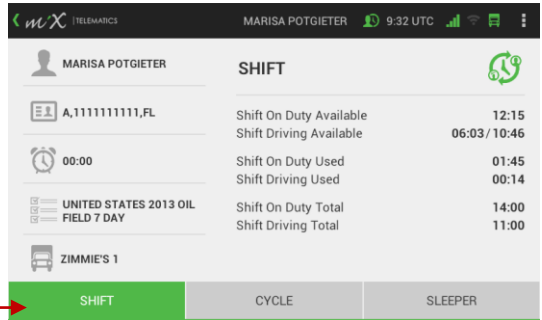 miX TELEMATICS MARISA POTGIETER 9:32 UTC
MARISA POTGIETER
A,1111111111,FL
00:00
UNITED STATES 2013 OIL
FIELD 7 DAY
ZIMMIE'S 1
SHIFT
Shift On Duty Available 12:15
Shift Driving Available 06:03/10:46
Shift On Duty Used 01:45
Shift Driving Used 00:14
Shift On Duty Total 14:00
Shift Driving Total 11:00
SHIFT CYCLE SLEEPER